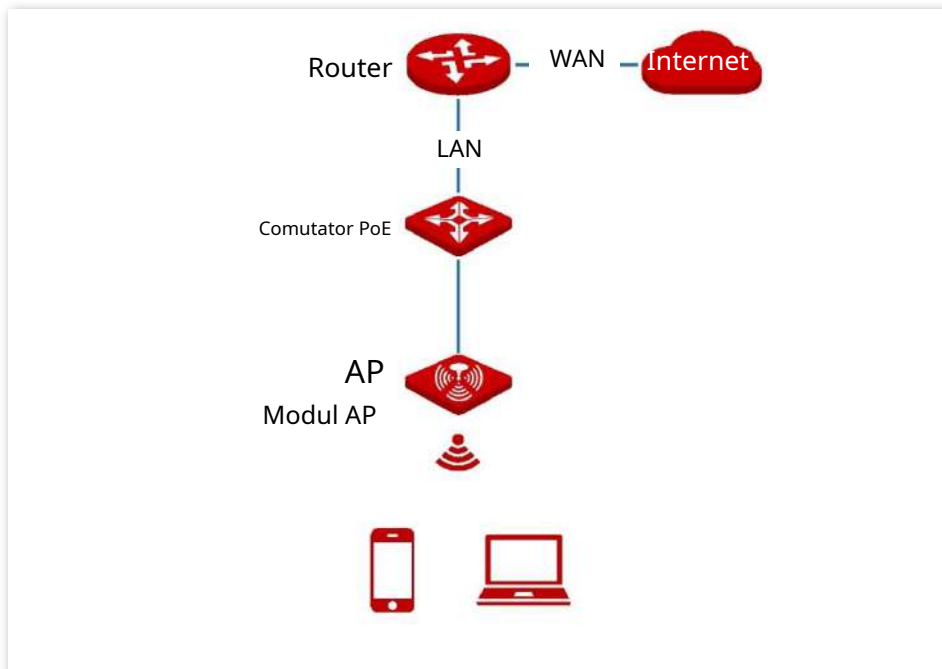 Router
WAN
Internet
LAN
Comutator PoE
AP
Modul AP